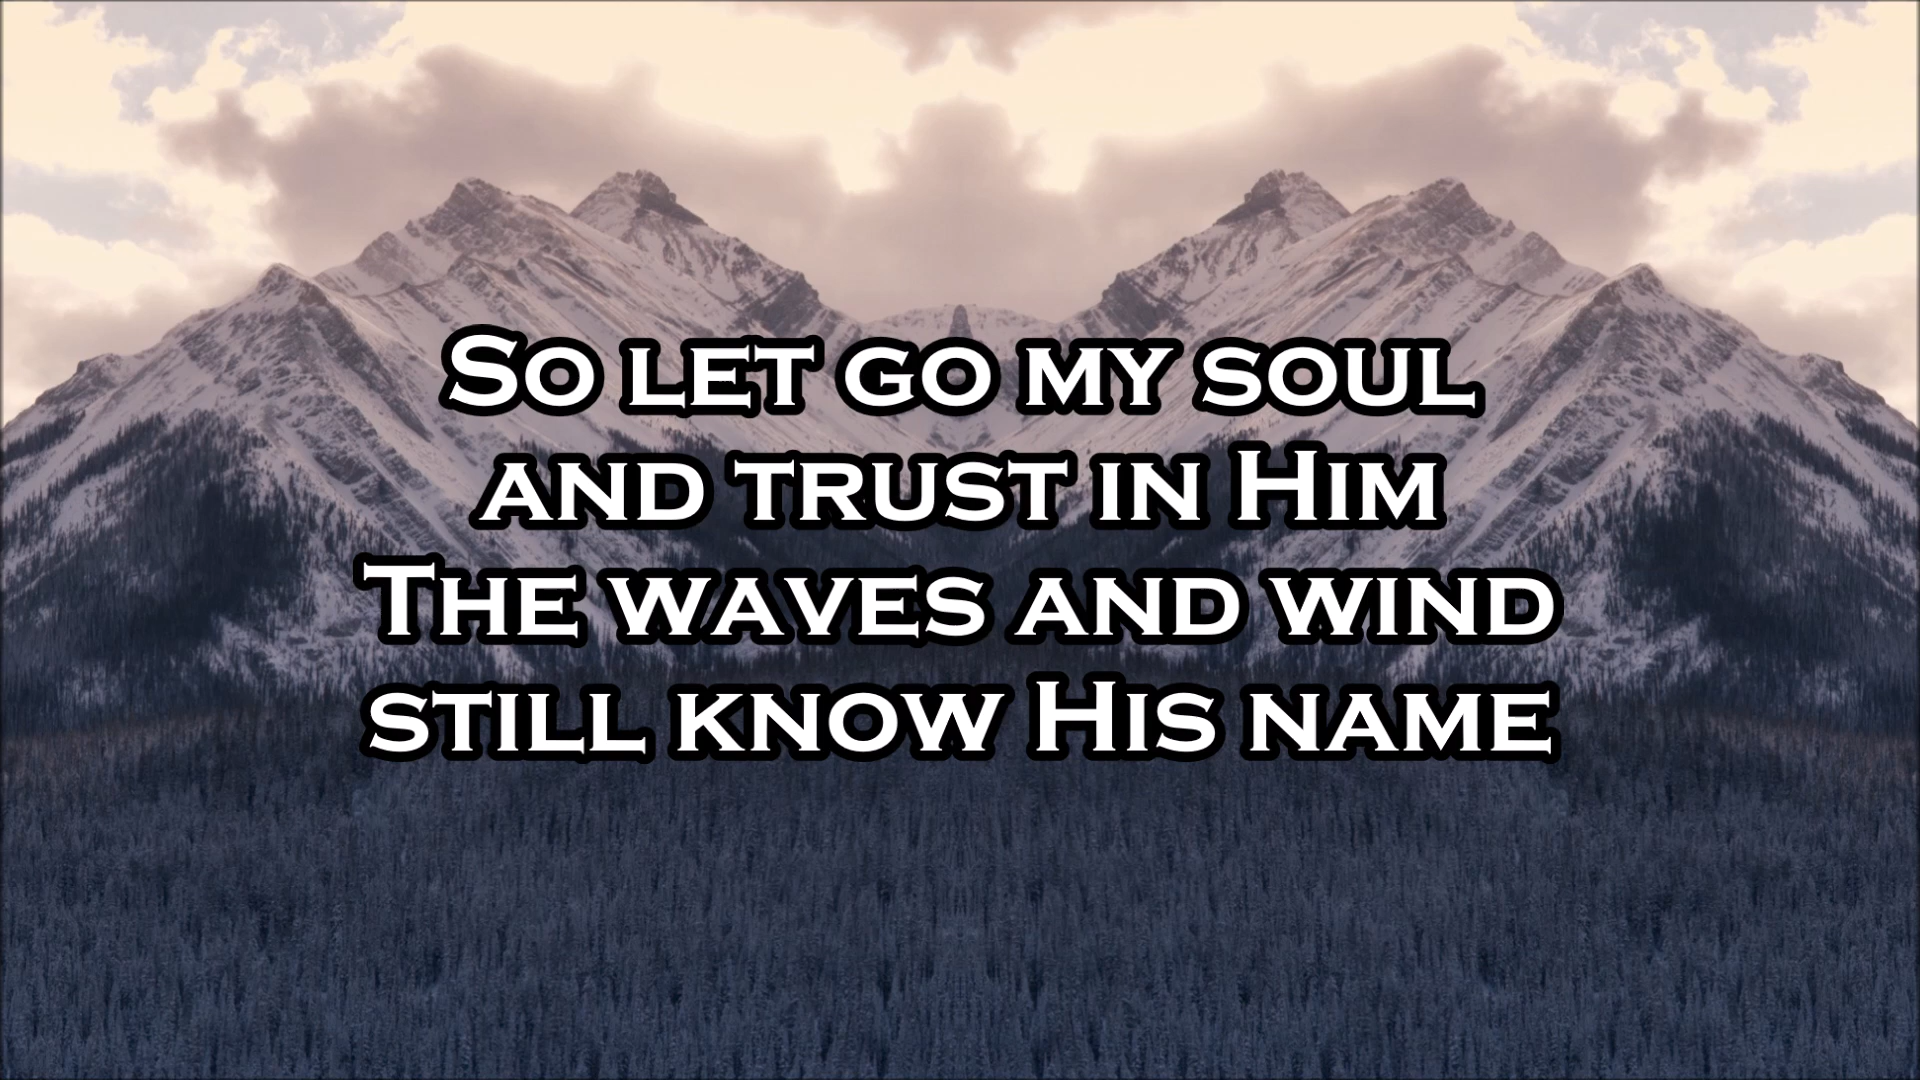 So let go my soul
and trust in Him
The waves and wind
still know His name